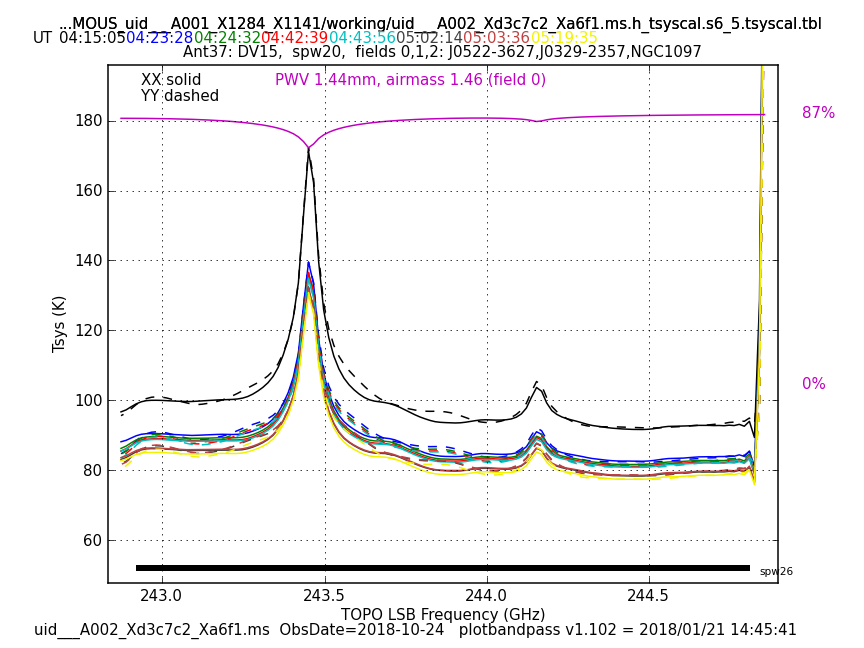 ...MOUS_uid___A001_X1284_X1141/working/uid___A002_Xd3c7c2_Xa6f1.ms.h_tsyscal.s6_5.tsyscal.tbl
UT 04:15:05 04:23:28 04:24:32 04:42:39 04:43:56 05:02:14 05:03:36 05:19:35
Ant37: DV15,  spw20,  fields 0,1,2: J0522-3627,J0329-2357,NGC1097
XX solid
PWV 1.44mm, airmass 1.46 (field 0)
YY dashed
87%
180
160
140
120
100
80
60
0%
Tsys (K)
spw26
243.0 243.5 244.0 244.5
TOPO LSB Frequency (GHz)
uid___A002_Xd3c7c2_Xa6f1.ms  ObsDate=2018-10-24   plotbandpass v1.102 = 2018/01/21 14:45:41